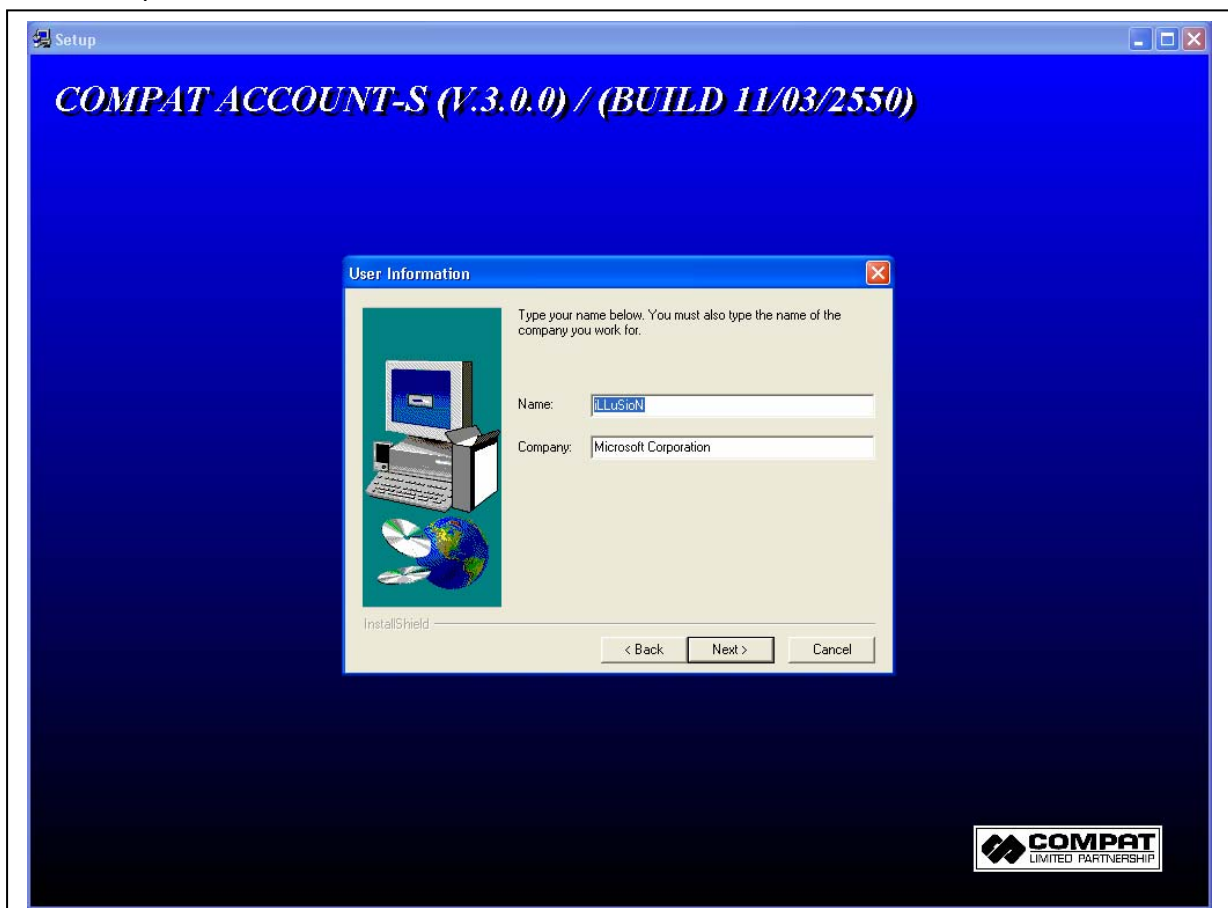 Setup
COMPAT ACCOUNT-S (V.3.0.0) / (BUILD 11/03/2550)
User Information
Type your name below. You must also type the name of the
company you work for.
Name: iLLuSioN
Company: Microsoft Corporation
InstallShield
< Back Next > Cancel
COMPAT
LIMITED PARTNERSHIP